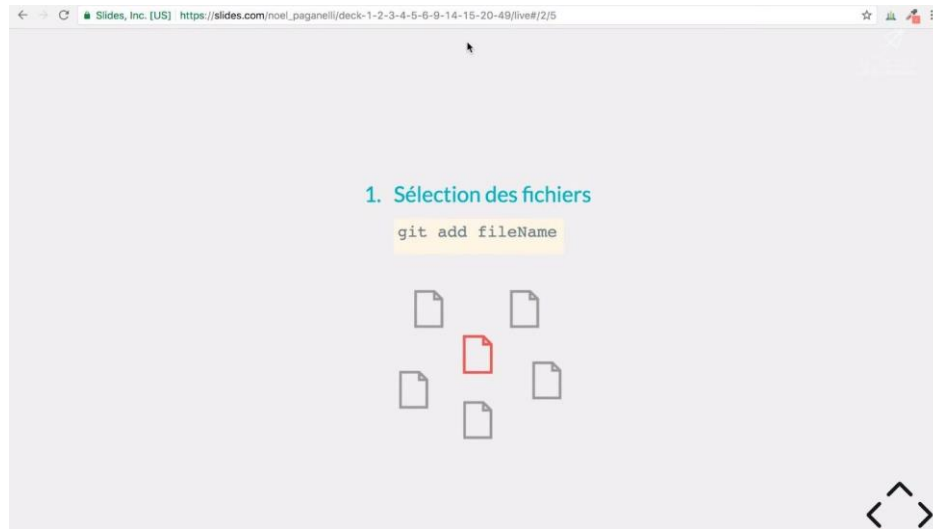 Slides, Inc. [US] https://slides.com/noel_paganelli/deck-1-2-3-4-5-6-9-14-15-20-49/live#/2/5
1. Sélection des fichiers
git add fileName